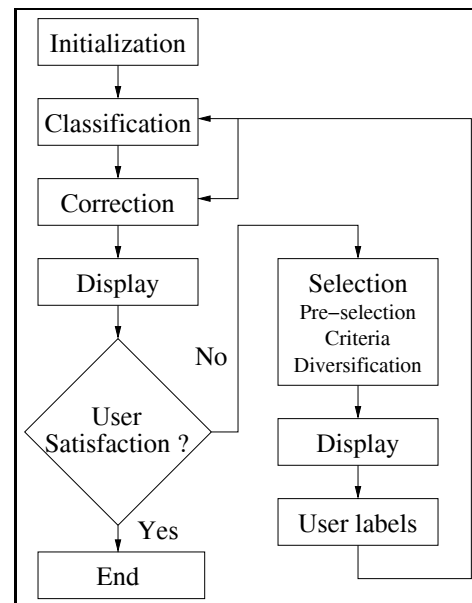 Initialization
Classification
Correction
Display
User
Satisfaction ?
No
Yes
End
Selection
Pre−selection
Criteria
Diversification
Display
User labels